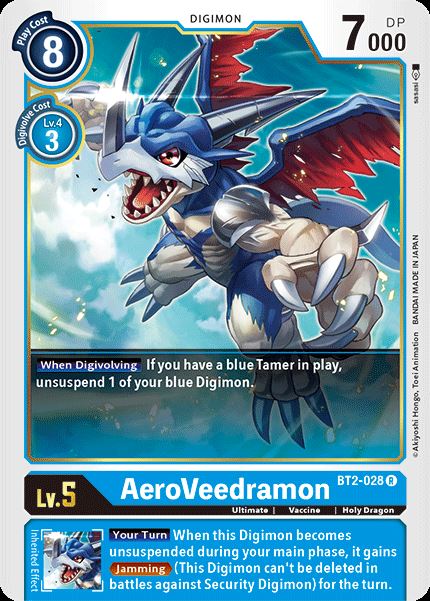 Play Cost
8
DIGIMON
7000 DP
Digivolve Cost
Lv.4
3
sasasi
When Digivolving If you have a blue Tamer in play,
unsuspend 1 of your blue Digimon.
©Akiyoshi Hongo, Toei Animation BANDAI MADE IN JAPAN
Lv.5
AeroVeedramon
BT2-028 R
Ultimate | Vaccine | Holy Dragon
Inherited Effect
Your Turn When this Digimon becomes
unsuspended during your main phase, it gains
Jamming (This Digimon can't be deleted in
battles against Security Digimon) for the turn.